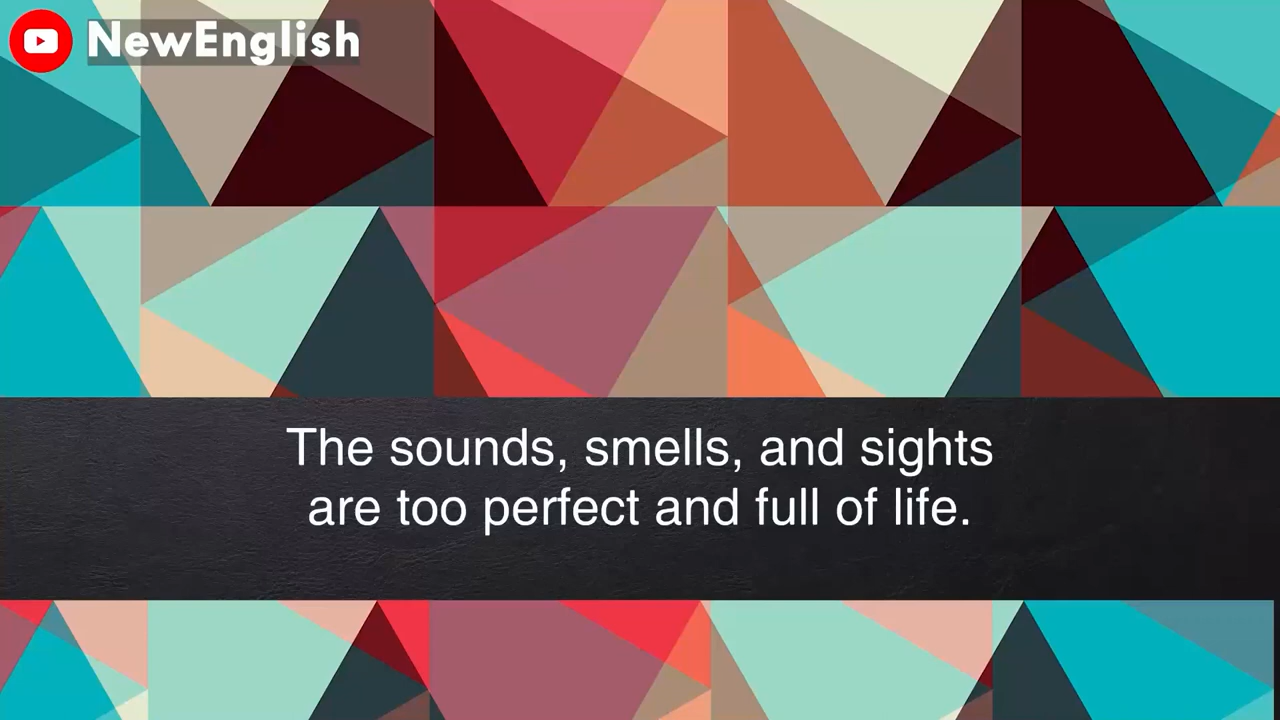 NewEnglish
The sounds, smells, and sights
are too perfect and full of life.